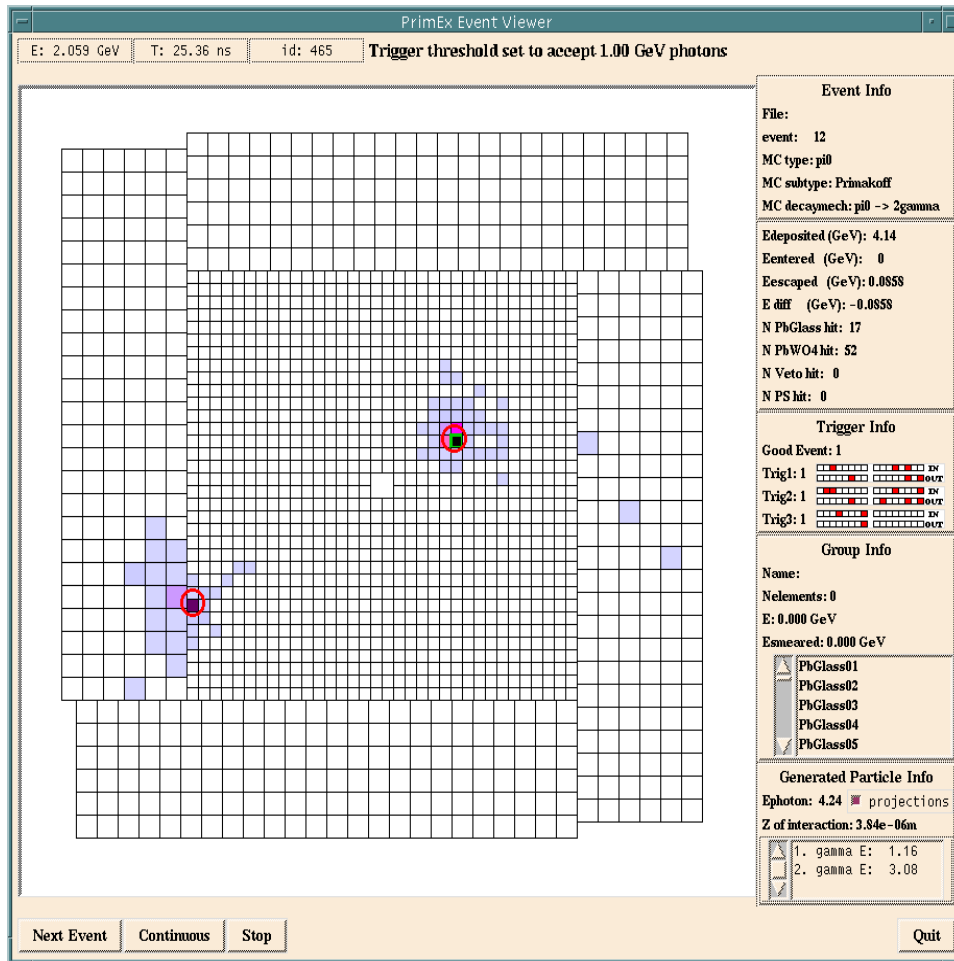 PrimEx Event Viewer
E: 2.059 GeV T: 25.36 ns id: 465 Trigger threshold set to accept 1.00 GeV photons
Event Info
File:
event: 12
MC type: pi0
MC subtype: Primakoff
MC decaymech: pi0 -> 2gamma
Edeposited (GeV): 4.14
Eentered (GeV): 0
Eescaped (GeV): 0.0858
E diff (GeV): -0.0858
N PbGlass hit: 17
N PbWO4 hit: 52
N Veto hit: 0
N PS hit: 0
Trigger Info
Good Event: 1
Trig1: 1 IN
OUT
Trig2: 1 IN
OUT
Trig3: 1 IN
OUT
Group Info
Name:
Nelements: 0
E: 0.000 GeV
Esmeared: 0.000 GeV
PbGlass01
PbGlass02
PbGlass03
PbGlass04
PbGlass05
Generated Particle Info
Ephoton: 4.24 projections
Z of interaction: 3.84e-06m
1. gamma E: 1.16
2. gamma E: 3.08
Next Event Continuous Stop Quit